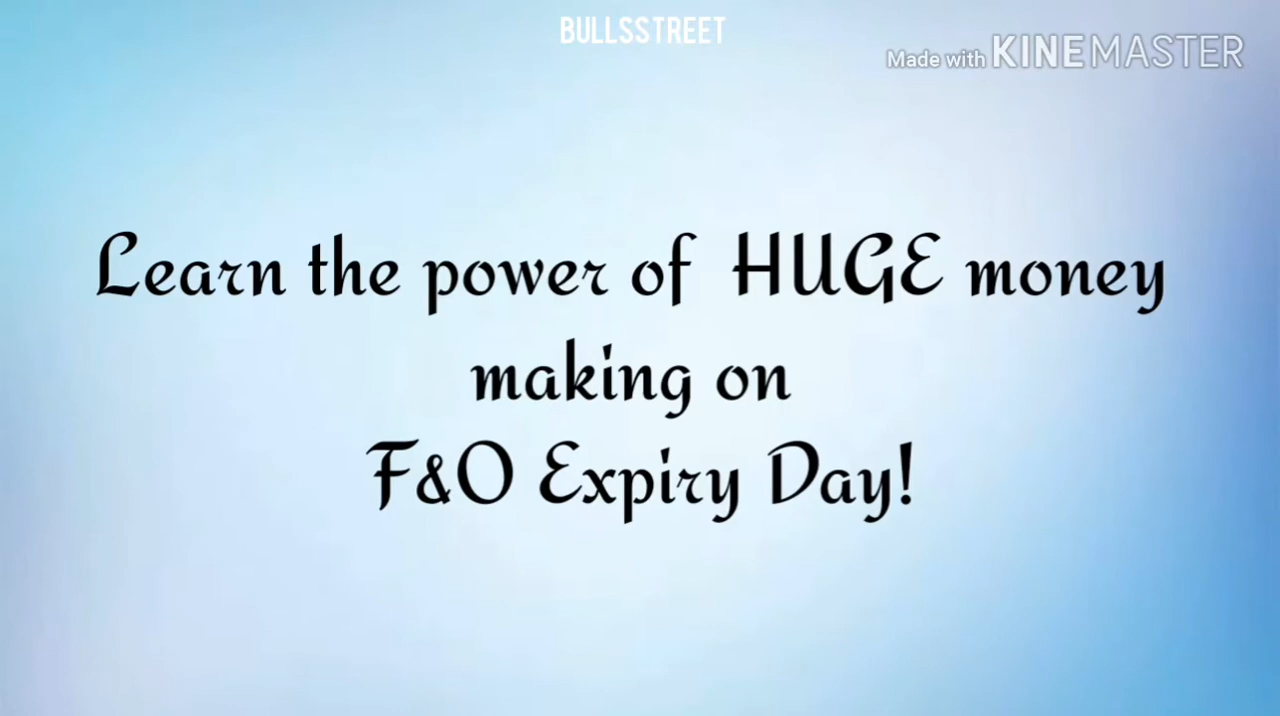 BULLSSTREET
Made with KINEMASTER
Learn the power of HUGE money
making on
F&O Expiry Day!